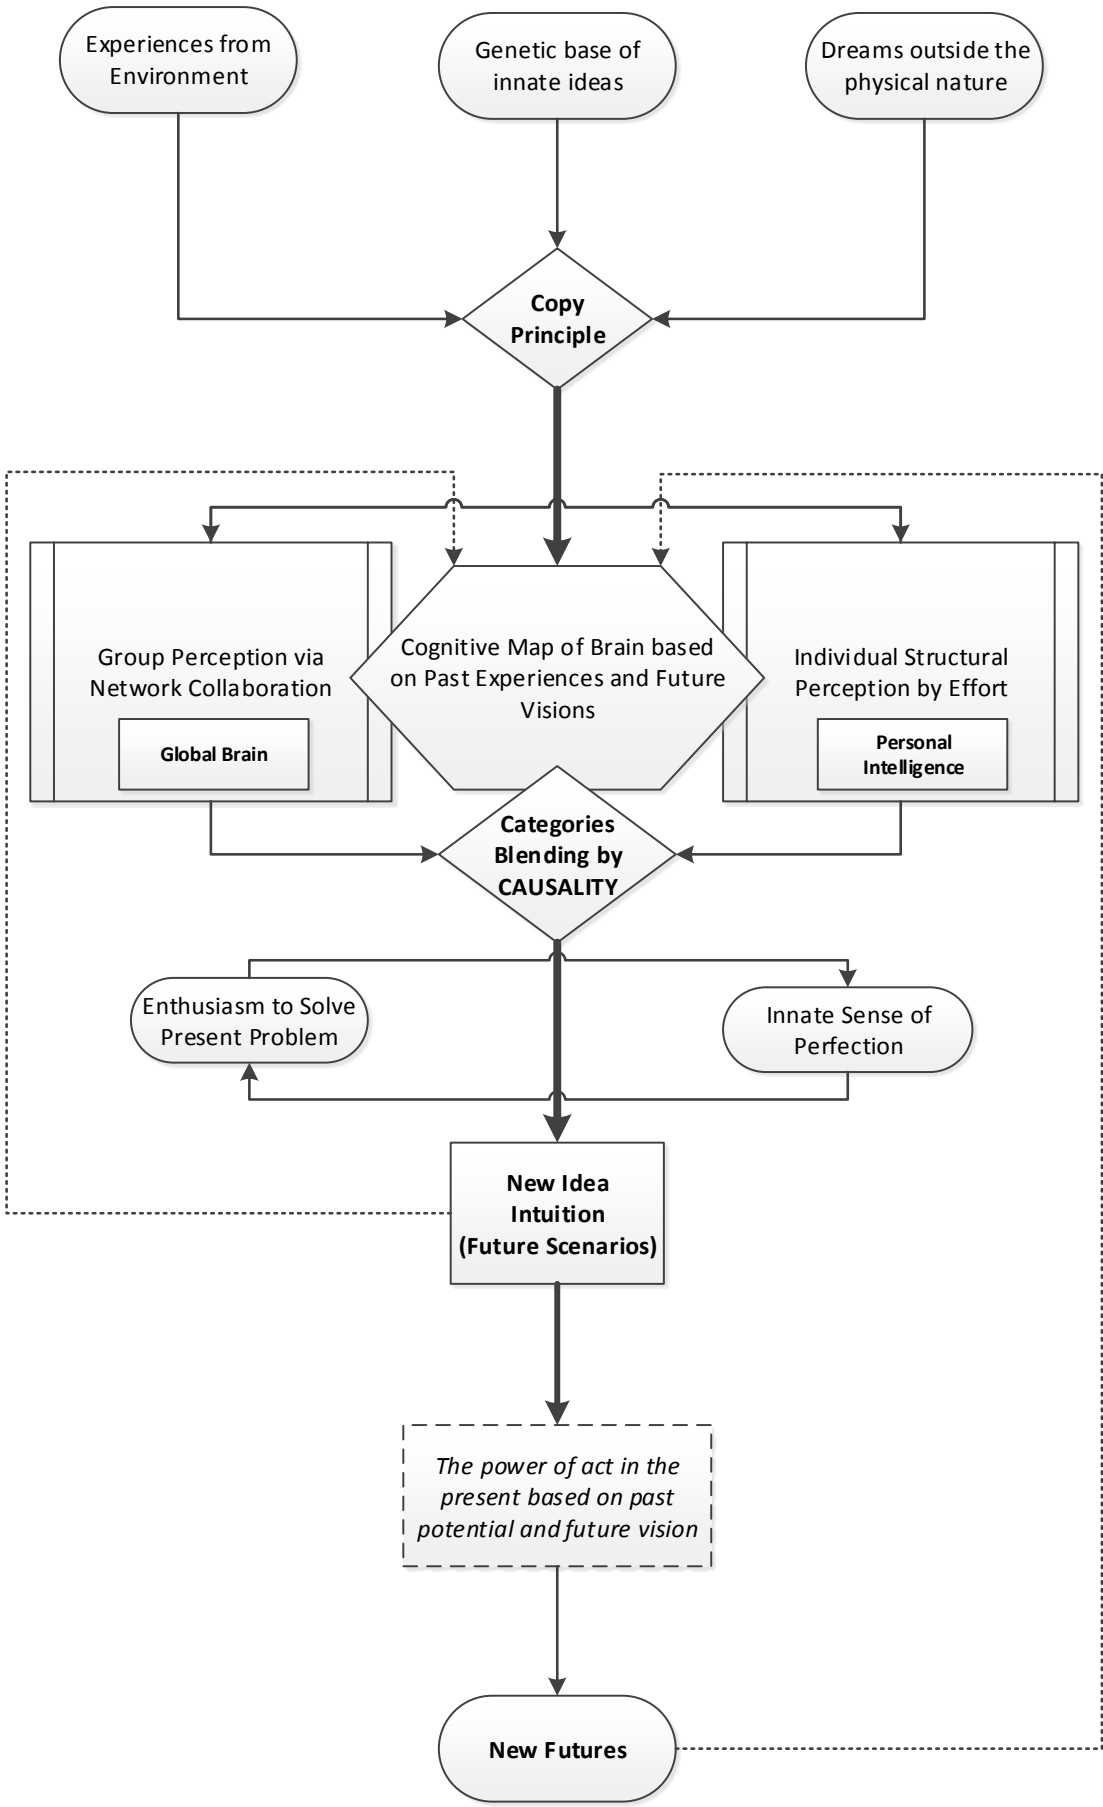 Experiences from
Environment
Genetic base of
innate ideas
Dreams outside the
physical nature
Copy
Principle
Group Perception via
Network Collaboration
Global Brain
Cognitive Map of Brain based
on Past Experiences and Future
Visions
Individual Structural
Perception by Effort
Personal
Intelligence
Categories
Blending by
CAUSALITY
Enthusiasm to Solve
Present Problem
Innate Sense of
Perfection
New Idea
Intuition
(Future Scenarios)
The power of act in the
present based on past
potential and future vision
New Futures